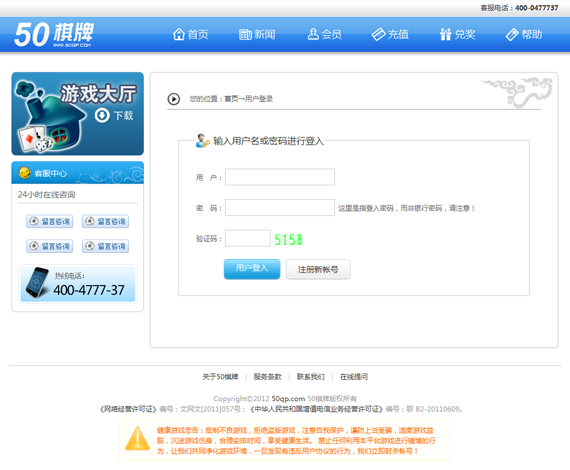 客服电话：400-0477737
50棋牌
WWW.50QP.COM
首页
新闻
会员
充值
兑奖
帮助
游戏大厅
下载
客服中心
24小时在线咨询
留言咨询
留言咨询
留言咨询
留言咨询
热线电话：
400-4777-37
您的位置：首页→用户登录
输入用户名或密码进行登入
用 户：
密 码：
这里是指登入密码，而非银行密码，请注意！
验证码：
5158
用户登入
注册新帐号
关于50棋牌 | 服务条款 | 联系我们 | 在线提问
Copyright©2012 50qp.com 50棋牌版权所有
《网络经营许可证》编号：文网文[2011]057号；《中华人民共和国增值电信业务经营许可证》编号：鄂 B2-20110609。
健康游戏忠告：抵制不良游戏，拒绝盗版游戏，注意自我保护，谨防上当受骗，适度游戏益
脑，沉迷游戏伤身，合理安排时间，享受健康生活。 禁止任何利用本平台游戏进行赌博的行
为，让我们共同净化游戏环境，一旦发现有违反用户协议的行为，我们立即封杀帐号！